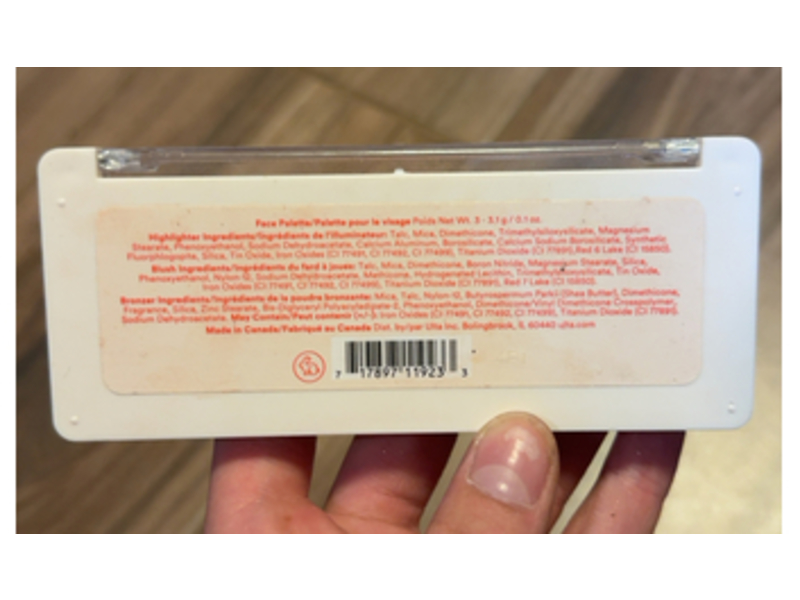 Face Palette/Palette pour le visage Poids Net Wt. 3 - 3.1 g / 0.1 oz.
Highlighter Ingredients/Ingrédients de l'illuminateur: Talc, Mica, Dimethicone, Trimethylsiloxysilicate, Magnesium
Stearate, Phenoxyethanol, Sodium Dehydroacetate, Calcium Aluminum, Borosilicate, Calcium Sodium Borosilicate, Synthetic
Fluorphlogopite, Silica, Tin Oxide, Iron Oxides (CI 77491, CI 77492, CI 77499), Titanium Dioxide (CI 77891), Red 6 Lake (CI 15850).
Blush Ingredients/Ingrédients du fard à joues: Talc, Mica, Dimethicone, Boron Nitride, Magnesium Stearate, Silica,
Phenoxyethanol, Nylon 12, Sodium Dehydroacetate, Methicone, Hydrogenated Lecithin, Trimethylsiloxysilicate, Tin Oxide,
Iron Oxides (CI 77491, CI 77492, CI 77499), Titanium Dioxide (CI 77891), Red 7 Lake (CI 15850).
Bronzer Ingredients/Ingrédients de la poudre bronzante: Mica, Talc, Nylon-12, Butyrospermum Parkii (Shea Butter), Dimethicone,
Fragrance, Silica, Zinc Stearate, Phenoxyethanol, Dimethicone/Vinyl Dimethicone Crosspolymer,
Sodium Dehydroacetate. May Contain/Peut contenir (+/-): Iron Oxides (CI 77491, CI 77492, CI 77499), Titanium Dioxide (CI 77891).
Made in Canada/Fabriqué au Canada Dist. by/par Ulta Inc. Bolingbrook, IL 60440 ulta.com
7 17897 11923 3